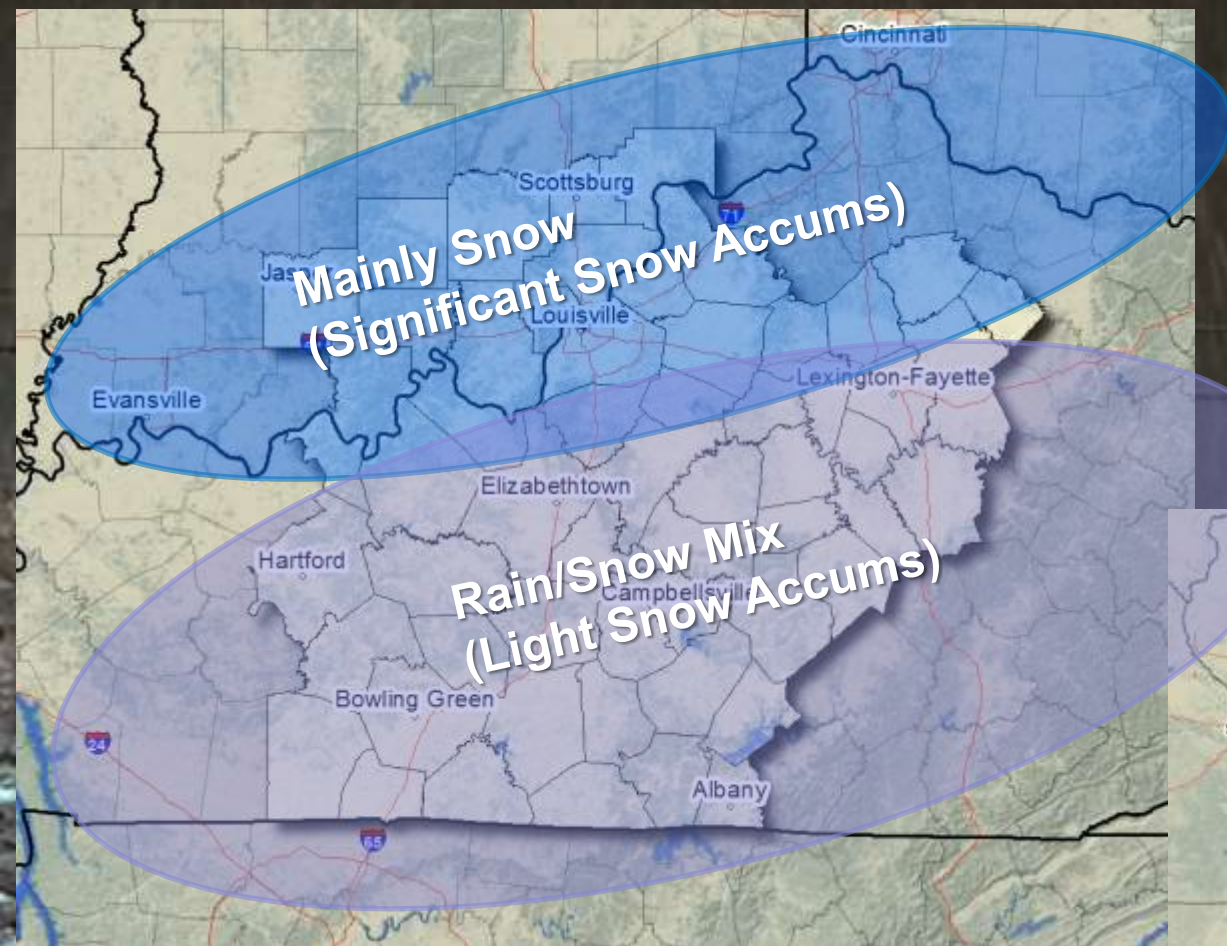 Cincinnati
Scottsburg
71
Mainly Snow
(Significant Snow Accums)
Louisville
Evansville
Lexington-Fayette
Elizabethtown
Hartford
Rain/Snow Mix
(Light Snow Accums)
Campbellsville
Bowling Green
24
Albany
65